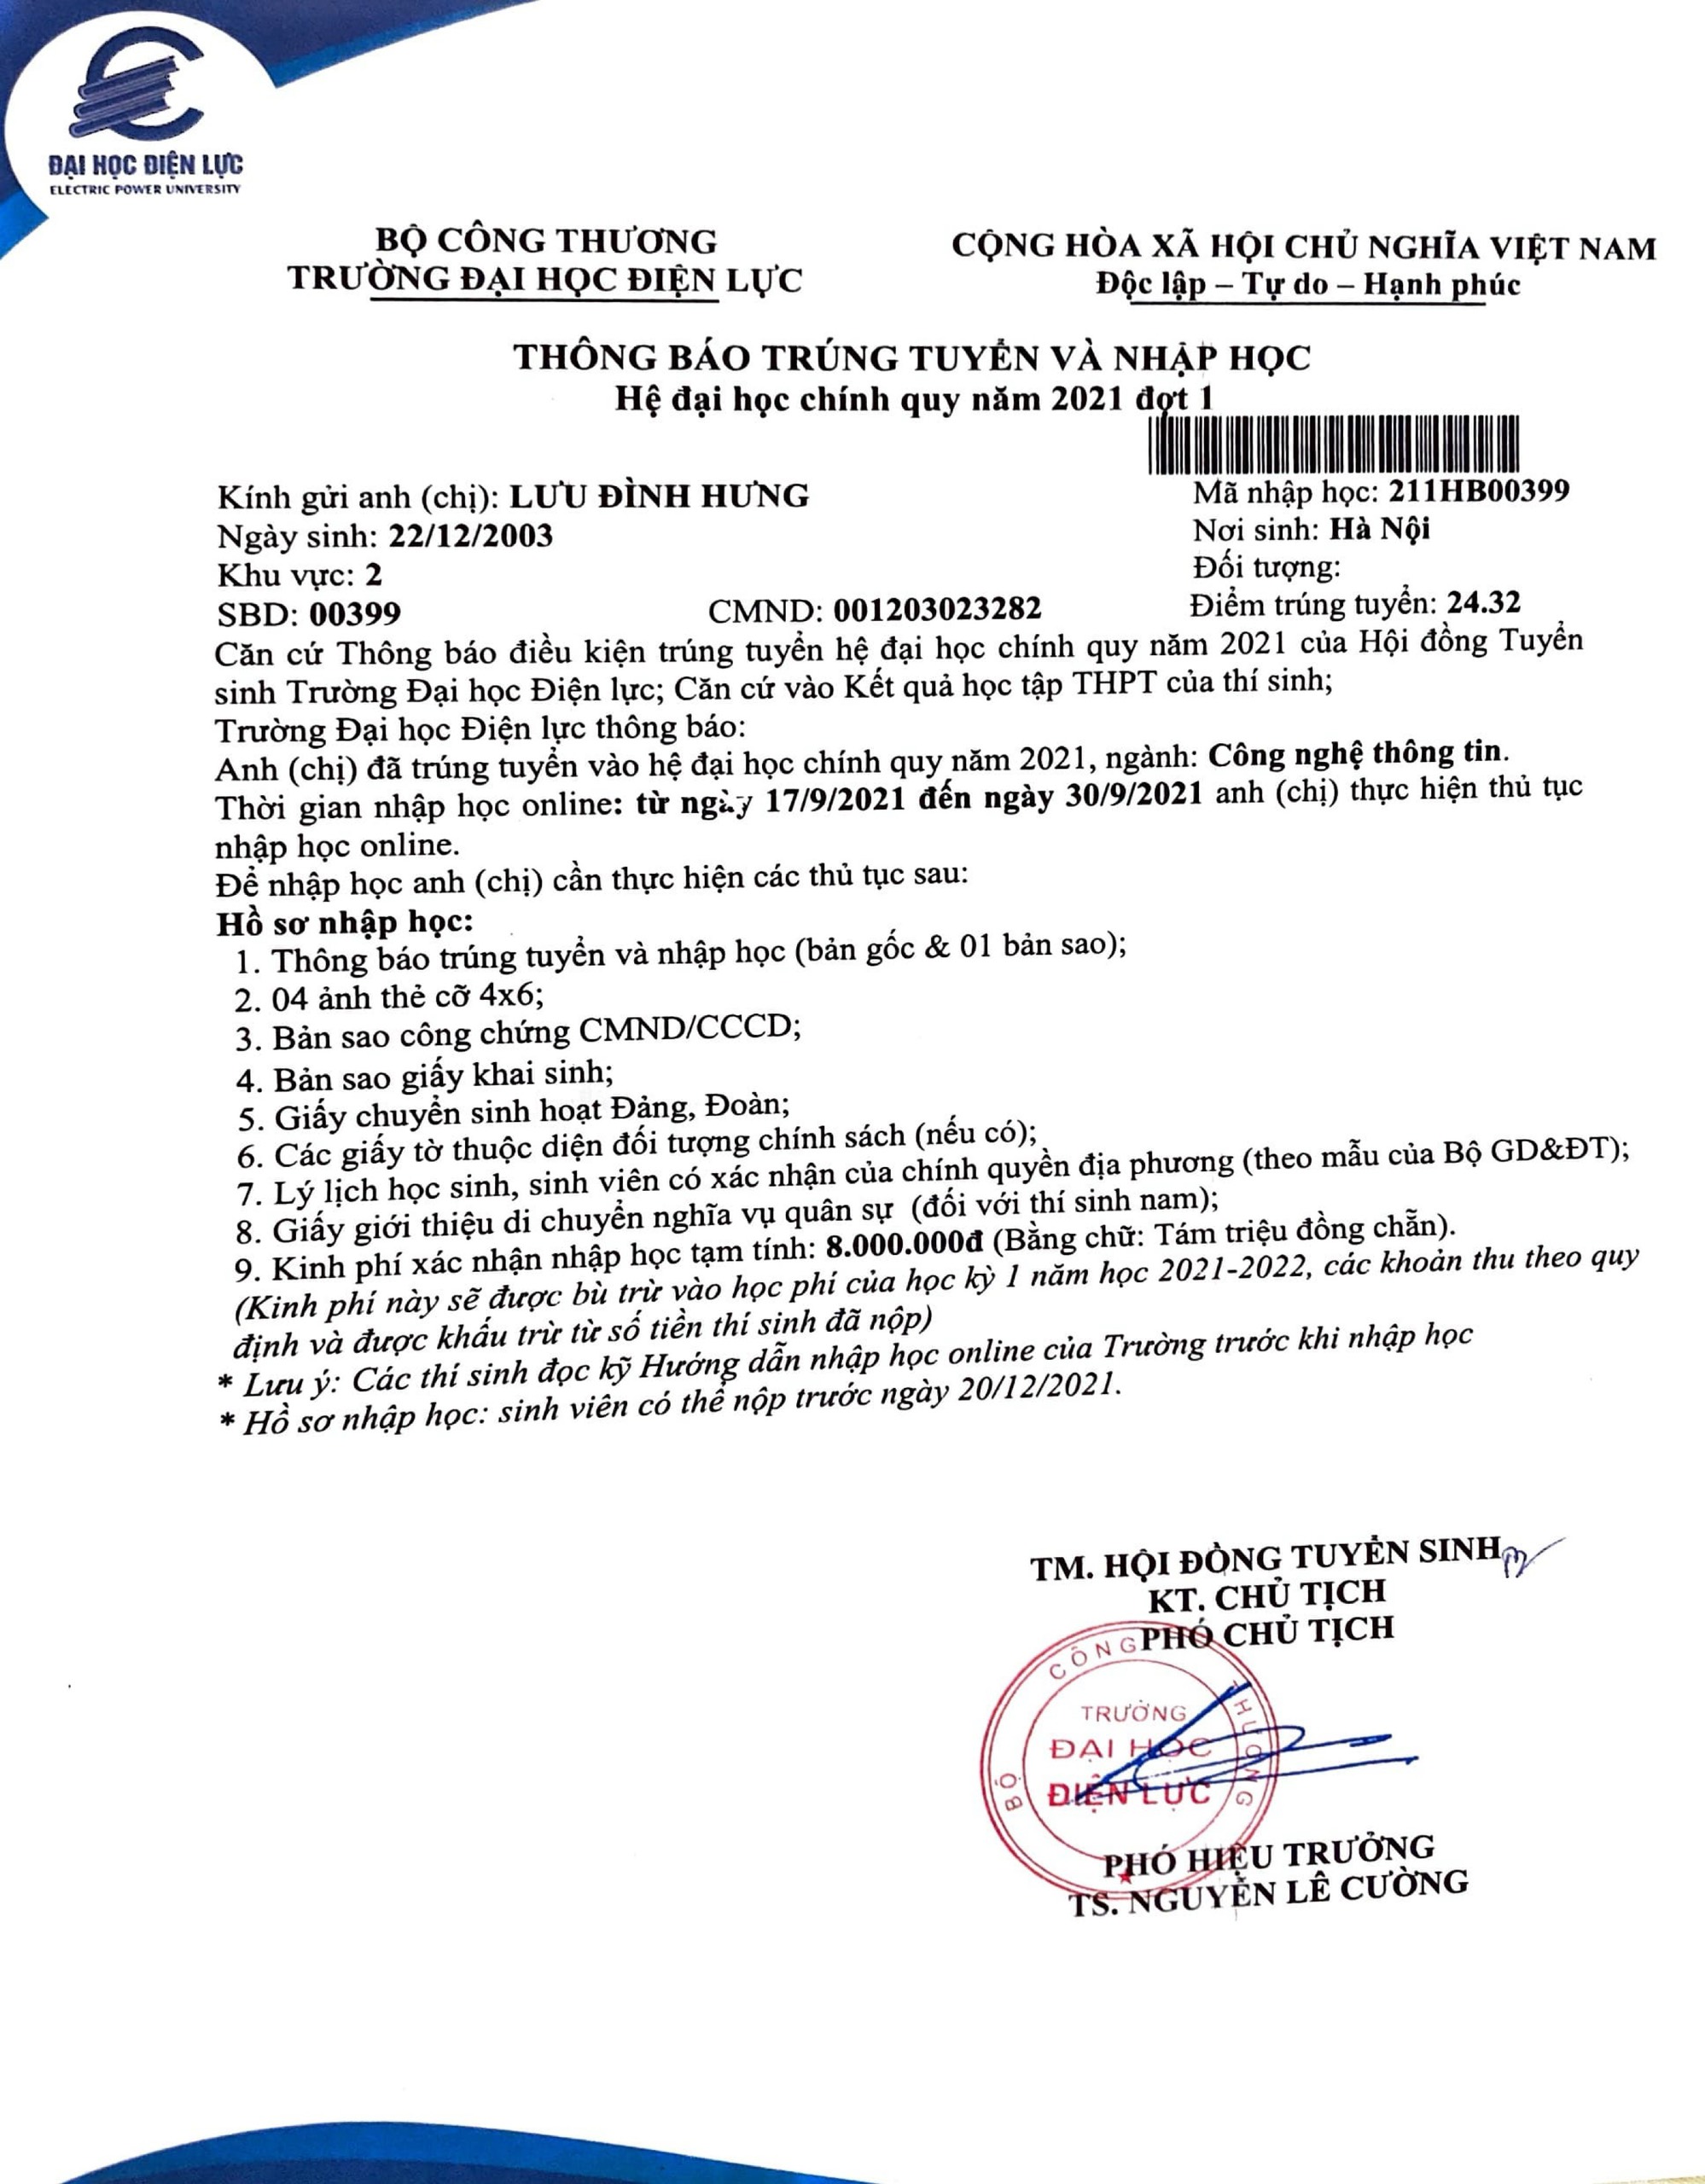 ĐẠI HỌC ĐIỆN LỰC
ELECTRIC POWER UNIVERSITY
BỘ CÔNG THƯƠNG
TRƯỜNG ĐẠI HỌC ĐIỆN LỰC
CỘNG HÒA XÃ HỘI CHỦ NGHĨA VIỆT NAM
Độc lập – Tự do – Hạnh phúc
THÔNG BÁO TRÚNG TUYỂN VÀ NHẬP HỌC
Hệ đại học chính quy năm 2021 đợt 1
Kính gửi anh (chị): LƯU ĐÌNH HƯNG
Mã nhập học: 211HB00399
Ngày sinh: 22/12/2003
Nơi sinh: Hà Nội
Khu vực: 2
Đối tượng:
SBD: 00399
CMND: 001203023282
Điểm trúng tuyển: 24.32
Căn cứ Thông báo điều kiện trúng tuyển hệ đại học chính quy năm 2021 của Hội đồng Tuyển
sinh Trường Đại học Điện lực; Căn cứ vào Kết quả học tập THPT của thí sinh;
Trường Đại học Điện lực thông báo:
Anh (chị) đã trúng tuyển vào hệ đại học chính quy năm 2021, ngành: Công nghệ thông tin.
Thời gian nhập học online: từ ngày 17/9/2021 đến ngày 30/9/2021 anh (chị) thực hiện thủ tục
nhập học online.
Để nhập học anh (chị) cần thực hiện các thủ tục sau:
Hồ sơ nhập học:
1. Thông báo trúng tuyển và nhập học (bản gốc & 01 bản sao);
2. 04 ảnh thẻ cỡ 4x6;
3. Bản sao công chứng CMND/CCCD;
4. Bản sao giấy khai sinh;
5. Giấy chuyển sinh hoạt Đảng, Đoàn;
6. Các giấy tờ thuộc diện đối tượng chính sách (nếu có);
7. Lý lịch học sinh, sinh viên có xác nhận của chính quyền địa phương (theo mẫu của Bộ GD&ĐT);
8. Giấy giới thiệu di chuyển nghĩa vụ quân sự (đối với thí sinh nam);
9. Kinh phí xác nhận nhập học tạm tính: 8.000.000đ (Bằng chữ: Tám triệu đồng chẵn).
(Kinh phí này sẽ được bù trừ vào học phí của học kỳ 1 năm học 2021-2022, các khoản thu theo quy
định và được khấu trừ từ số tiền thí sinh đã nộp)
* Lưu ý: Các thí sinh đọc kỹ Hướng dẫn nhập học online của Trường trước khi nhập học
* Hồ sơ nhập học: sinh viên có thể nộp trước ngày 20/12/2021.
TM. HỘI ĐỒNG TUYỂN SINH
KT. CHỦ TỊCH
PHÓ CHỦ TỊCH
BỘ CÔNG THƯƠNG
TRƯỜNG
ĐẠI HỌC
ĐIỆN LỰC
PHÓ HIỆU TRƯỞNG
TS. NGUYỄN LÊ CƯỜNG